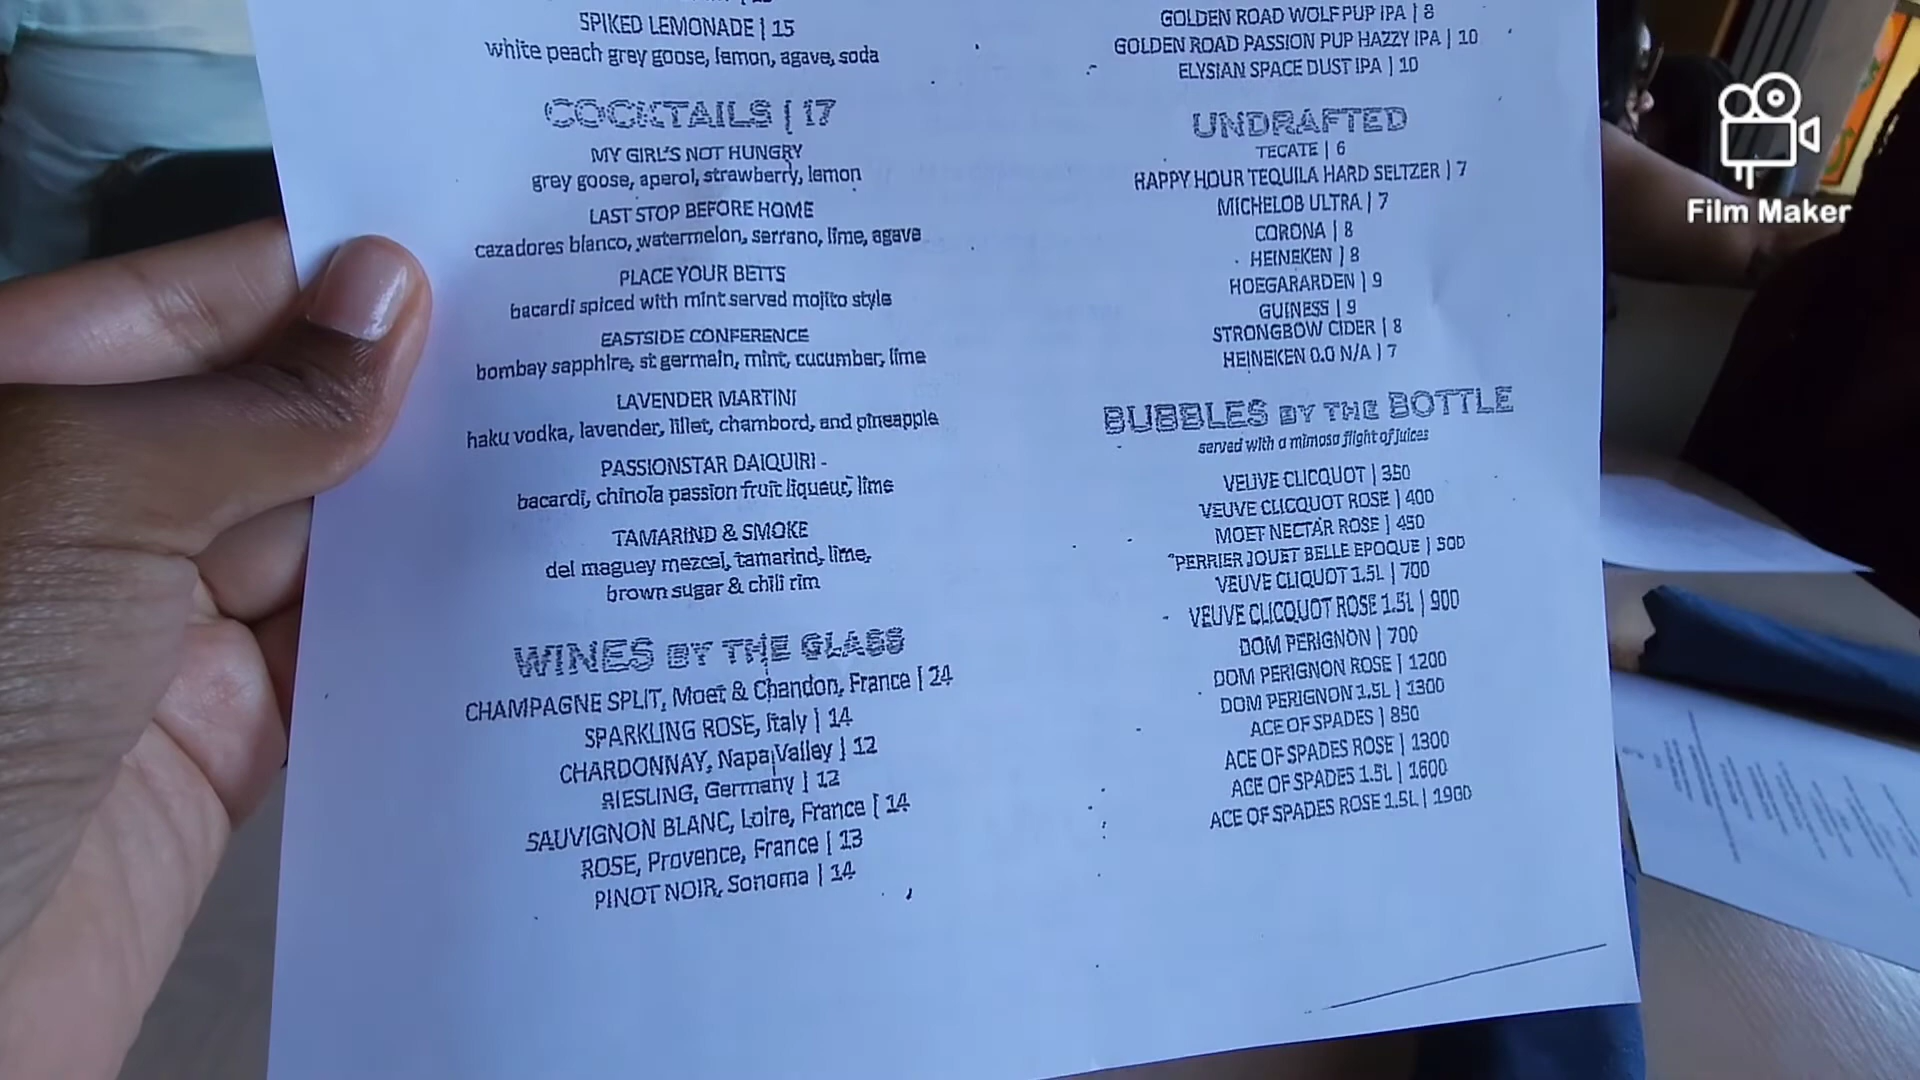 SPIKED LEMONADE | 15
white peach grey goose, lemon, agave, soda
COCKTAILS | 17
MY GIRL'S NOT HUNGRY
grey goose, aperol, strawberry, lemon
LAST STOP BEFORE HOME
cazadores blanco, watermelon, serrano, lime, agave
PLACE YOUR BETTS
bacardi spiced with mint served mojito style
EASTSIDE CONFERENCE
bombay sapphire, st germain, mint, cucumber, lime
LAVENDER MARTINI
haku vodka, lavender, lillet, chambord, and pineapple
PASSIONSTAR DAIQUIRI -
bacardi, chinola passion fruit liqueur, lime
TAMARIND & SMOKE
del maguey mezcal, tamarind, lime,
brown sugar & chili rim
WINES BY THE GLASS
CHAMPAGNE SPLIT, Moet & Chandon, France | 24
SPARKLING ROSE, Italy | 14
CHARDONNAY, Napa Valley | 12
RIESLING, Germany | 12
SAUVIGNON BLANC, Loire, France | 14
ROSE, Provence, France | 13
PINOT NOIR, Sonoma | 14
GOLDEN ROAD WOLF PUP IPA | 8
GOLDEN ROAD PASSION PUP HAZZY IPA | 10
ELYSIAN SPACE DUST IPA | 10
UNDRAFTED
TECATE | 6
HAPPY HOUR TEQUILA HARD SELTZER | 7
MICHELOB ULTRA | 7
CORONA | 8
HEINEKEN | 8
HOEGARARDEN | 9
GUINESS | 9
STRONGBOW CIDER | 8
HEINEKEN 0.0 N/A | 7
BUBBLES BY THE BOTTLE
served with a mimosa flight of juices
VEUVE CLICQUOT | 350
VEUVE CLICQUOT ROSE | 400
MOET NECTAR ROSE | 450
PERRIER JOUET BELLE EPOQUE | 500
VEUVE CLIQUOT 1.5L | 700
VEUVE CLICQUOT ROSE 1.5L | 900
DOM PERIGNON | 700
DOM PERIGNON ROSE | 1200
DOM PERIGNON 1.5L | 1300
ACE OF SPADES | 850
ACE OF SPADES ROSE | 1300
ACE OF SPADES 1.5L | 1600
ACE OF SPADES ROSE 1.5L | 1900
Film Maker